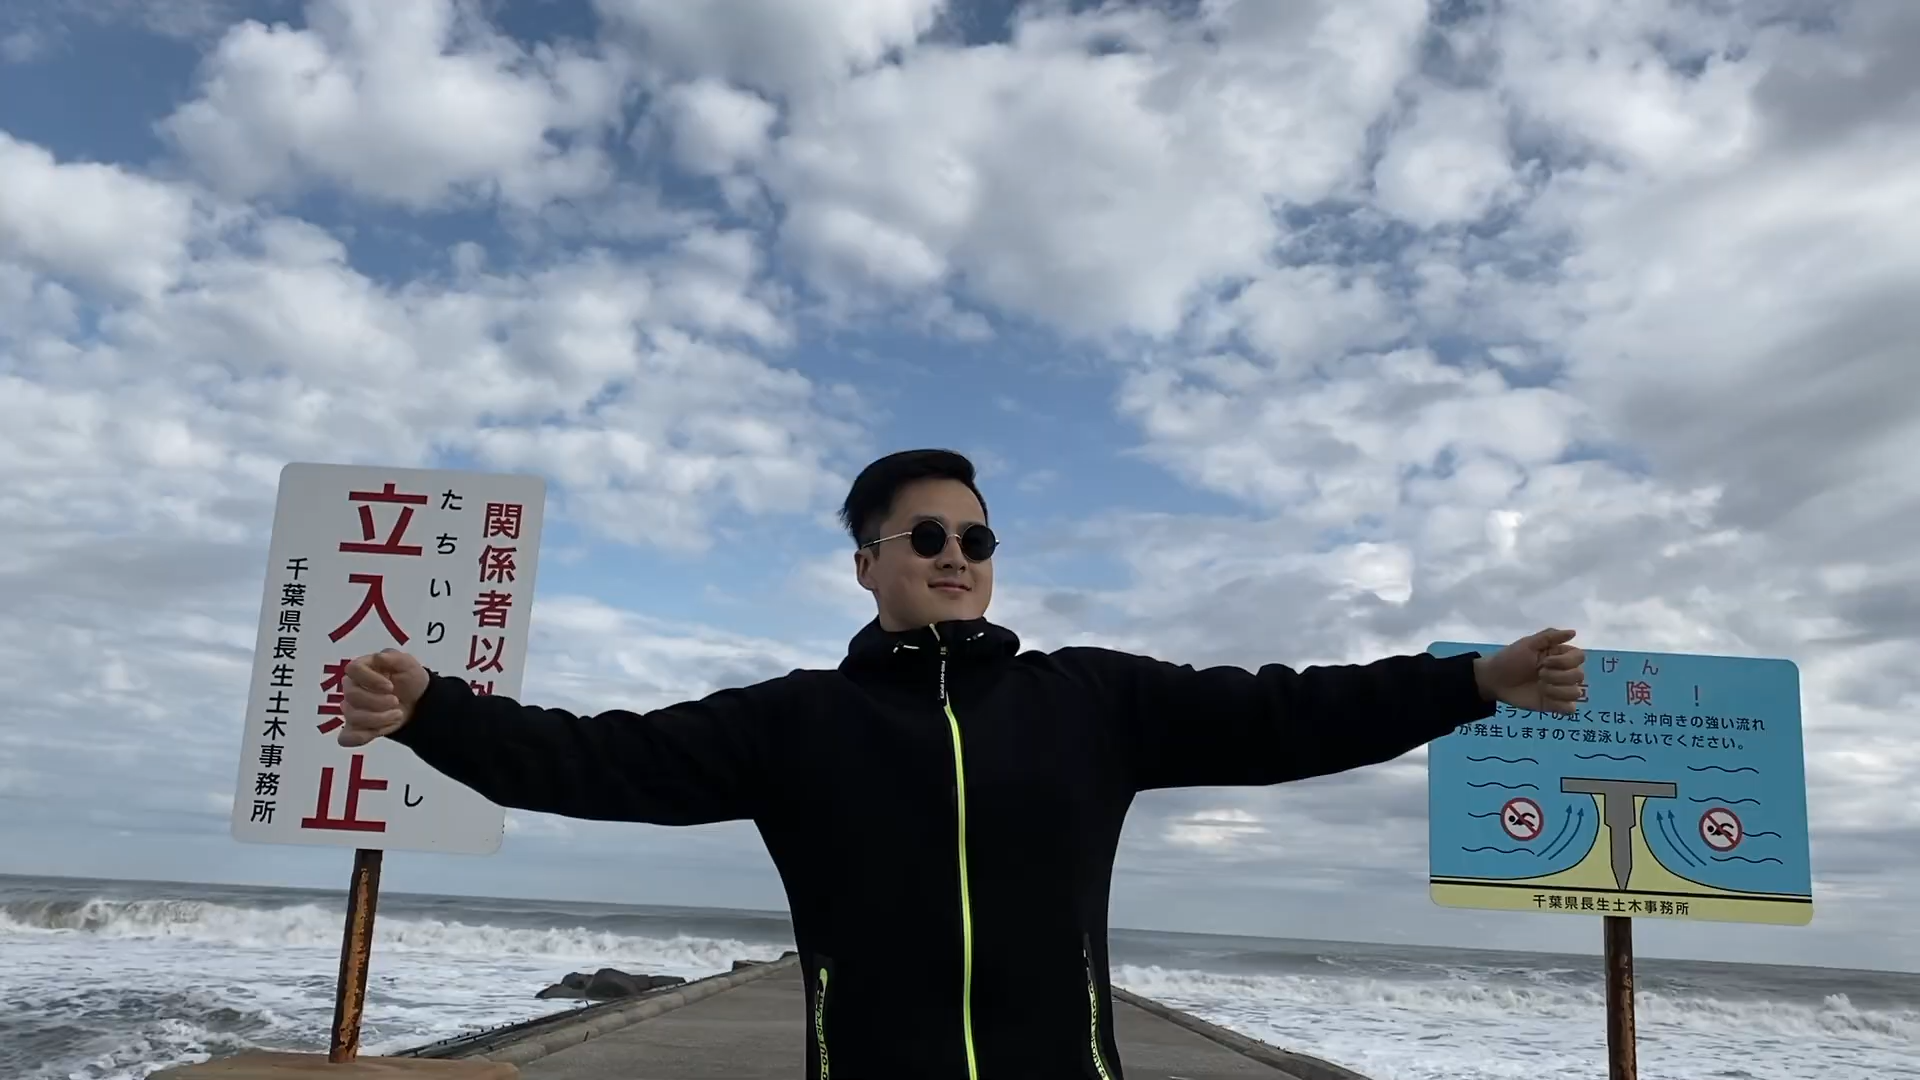 関係者以
たちいり
し
立入禁止
千葉県長生土木事務所
げん
険！
ドランドの近くでは、沖向きの強い流れ
が発生しますので遊泳しないでください。
千葉県長生土木事務所